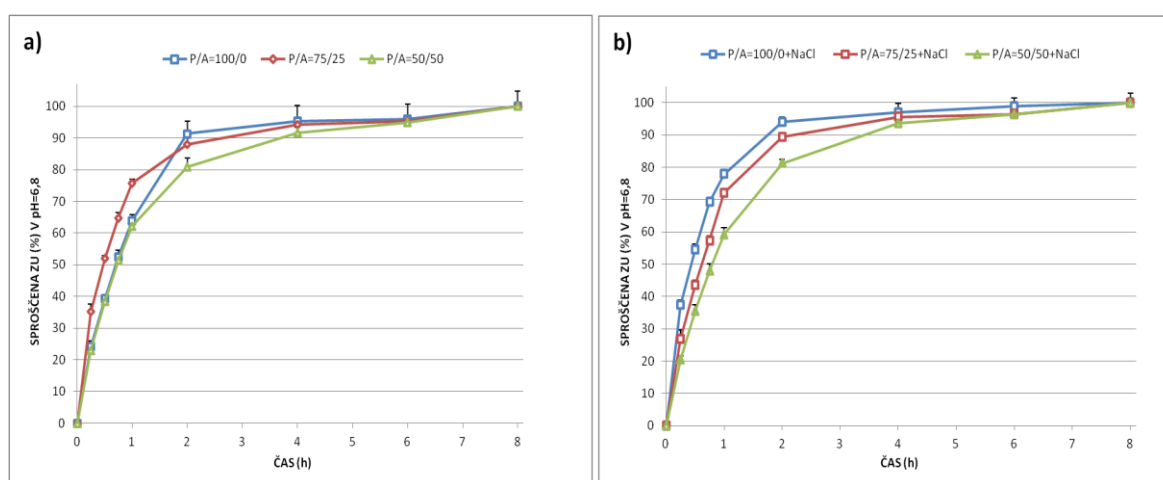 a)
P/A=100/0 P/A=75/25 P/A=50/50
SPROŠČENA ZU (%) V pH=6,8
100
90
80
70
60
50
40
30
20
10
0
0 1 2 3 4 5 6 7 8
ČAS (h)
b)
P/A=100/0+NaCl P/A=75/25+NaCl P/A=50/50+NaCl
SPROŠČENA ZU (%) V pH=6,8
100
90
80
70
60
50
40
30
20
10
0
0 1 2 3 4 5 6 7 8
ČAS (h)